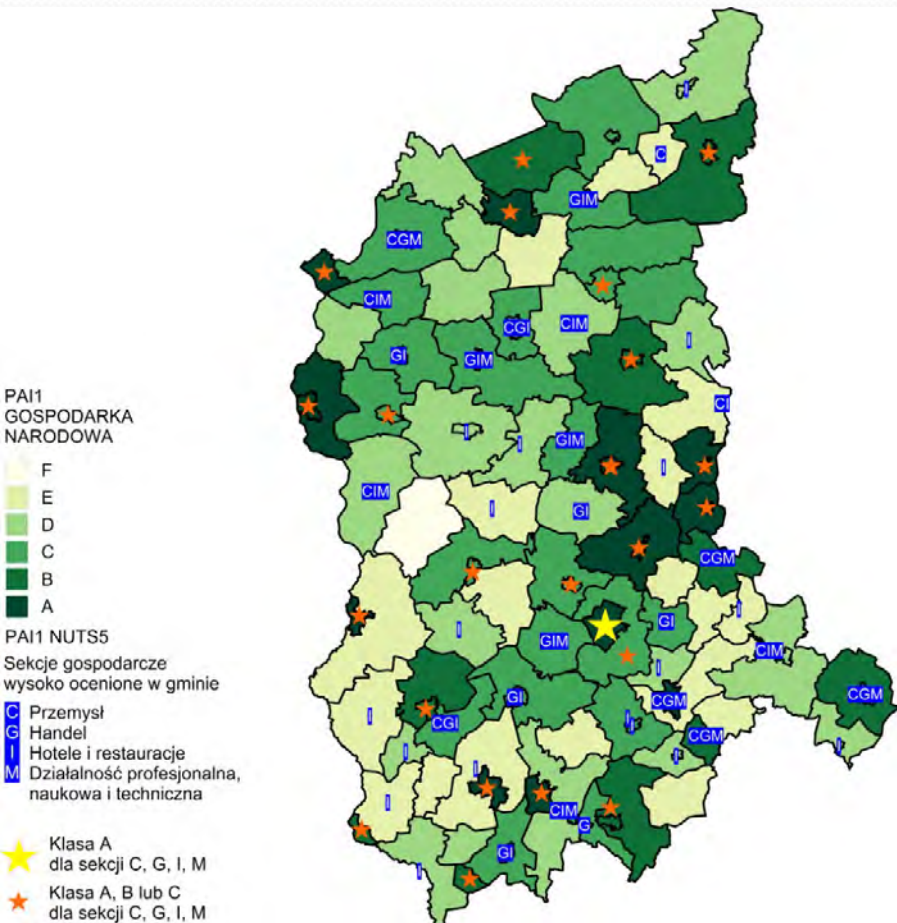 I
C
GIM
CGM
CIM
CGI
CIM
I
GI
GIM
CI
I
I
GIM
I
CIM
I
GI
CGM
I
I
GI
GIM
CIM
I
I
CGM
CGM
GI
I
CGI
I
CGM
I
I
I
I
I
CIM
G
GI
I
PAI1
GOSPODARKA
NARODOWA
F
E
D
C
B
A
PAI1 NUTS5
Sekcje gospodarcze
wysoko ocenione w gminie
C Przemysł
G Handel
I Hotele i restauracje
M Działalność profesjonalna,
naukowa i techniczna
Klasa A
dla sekcji C, G, I, M
Klasa A, B lub C
dla sekcji C, G, I, M